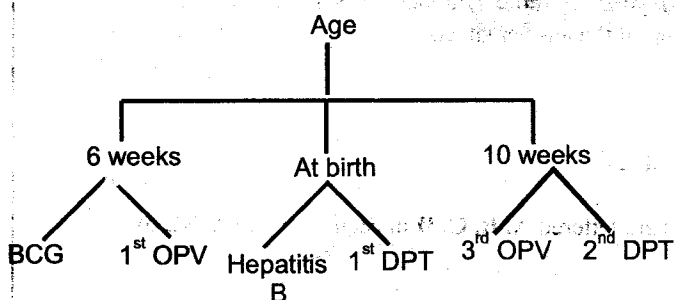 Age
6 weeks
At birth
10 weeks
BCG
1st OPV
Hepatitis
B
1st DPT
3rd OPV
2nd DPT